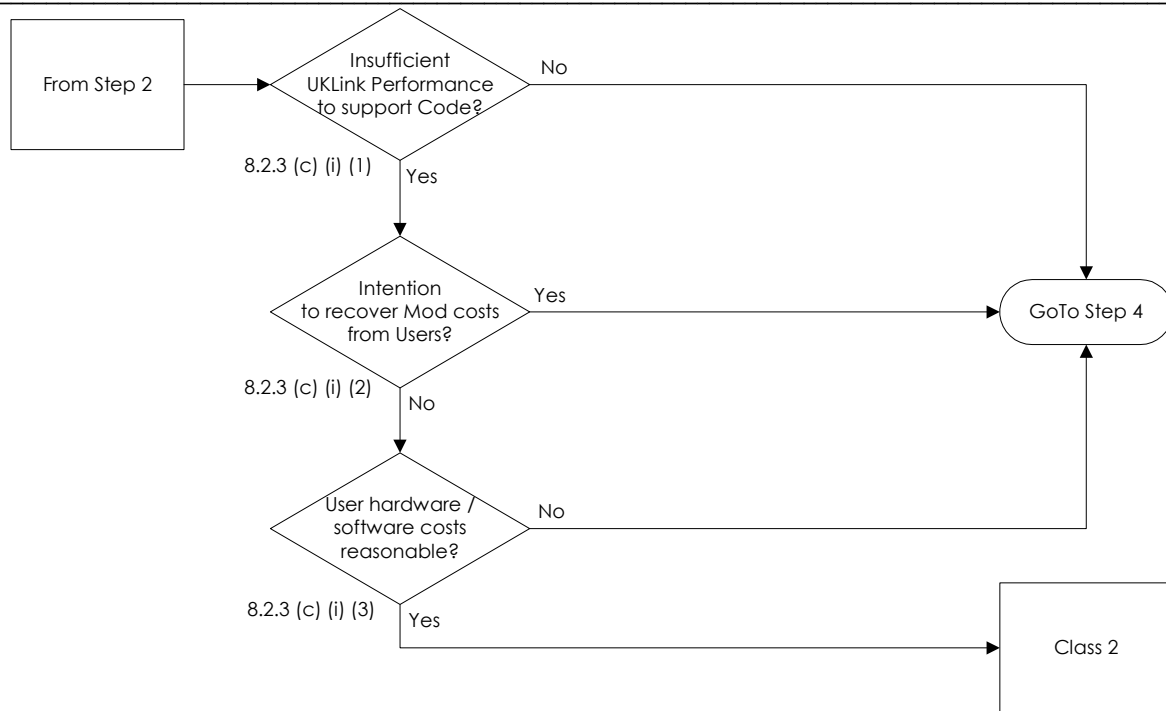 From Step 2
Insufficient
UKLink Performance
to support Code?
No
8.2.3 (c) (i) (1)
Yes
Intention
to recover Mod costs
from Users?
Yes
GoTo Step 4
8.2.3 (c) (i) (2)
No
User hardware /
software costs
reasonable?
No
8.2.3 (c) (i) (3)
Yes
Class 2